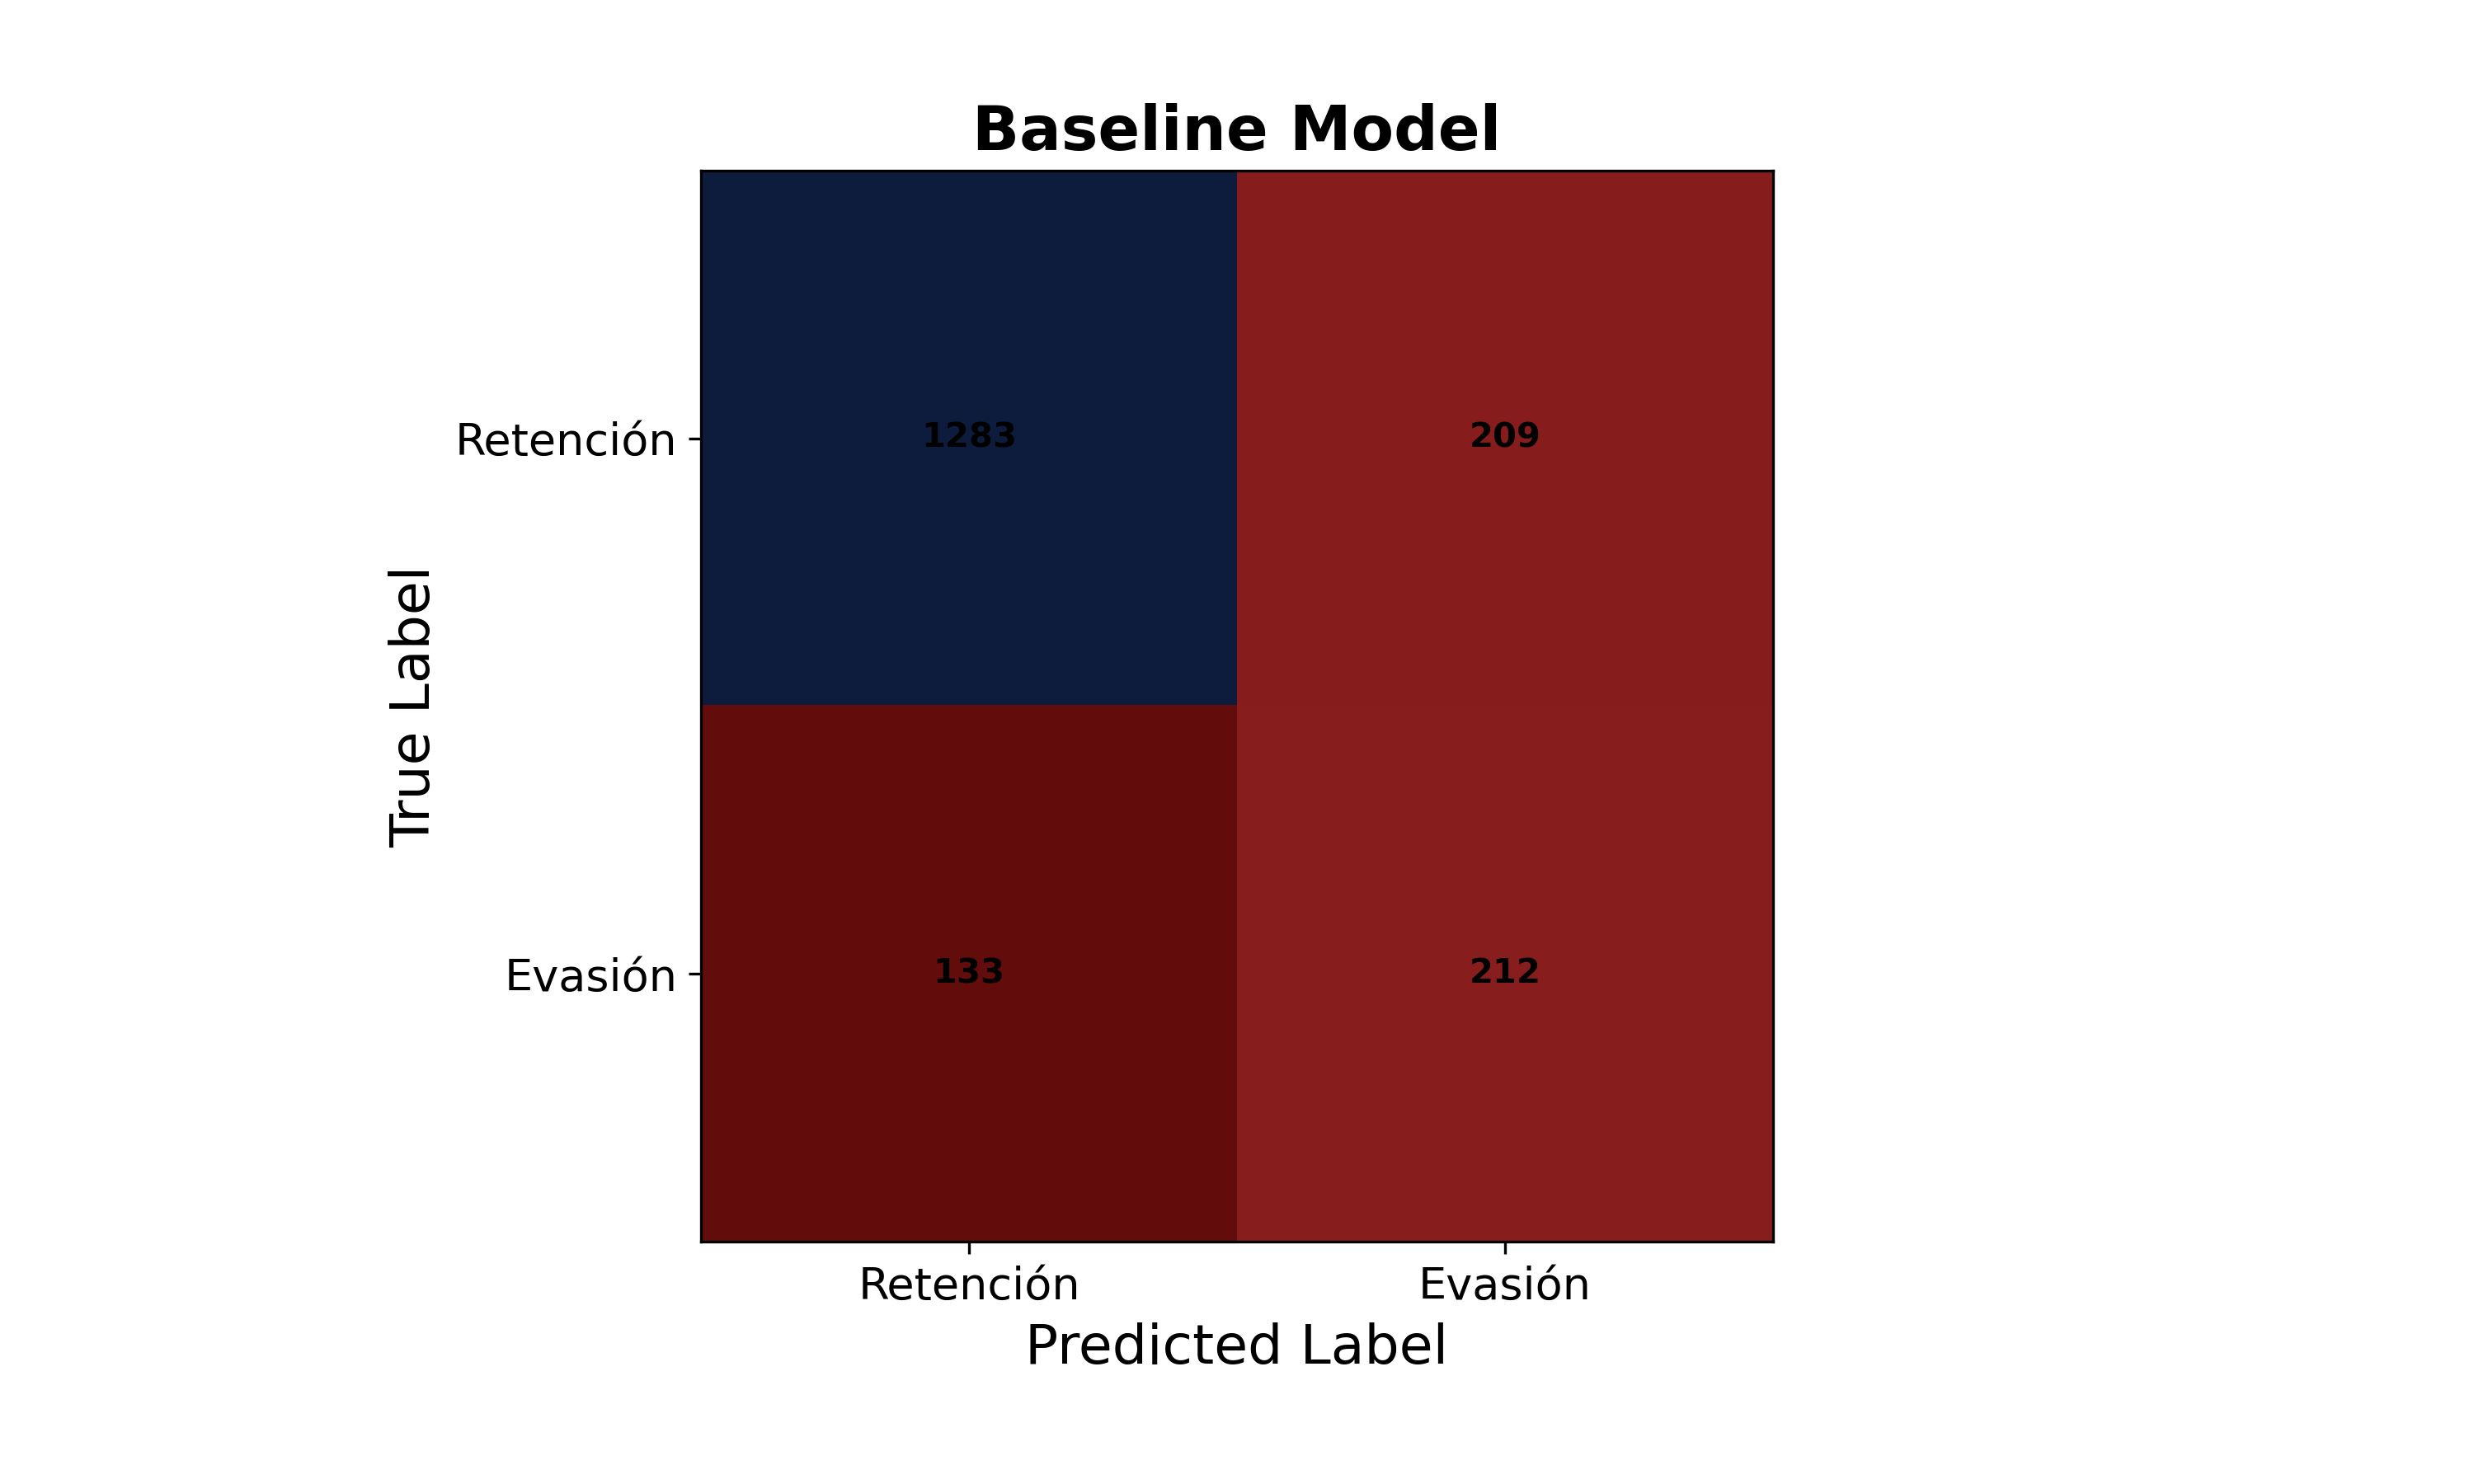 Baseline Model
1283
209
Retención
True Label
133
212
Evasión
Retención
Evasión
Predicted Label